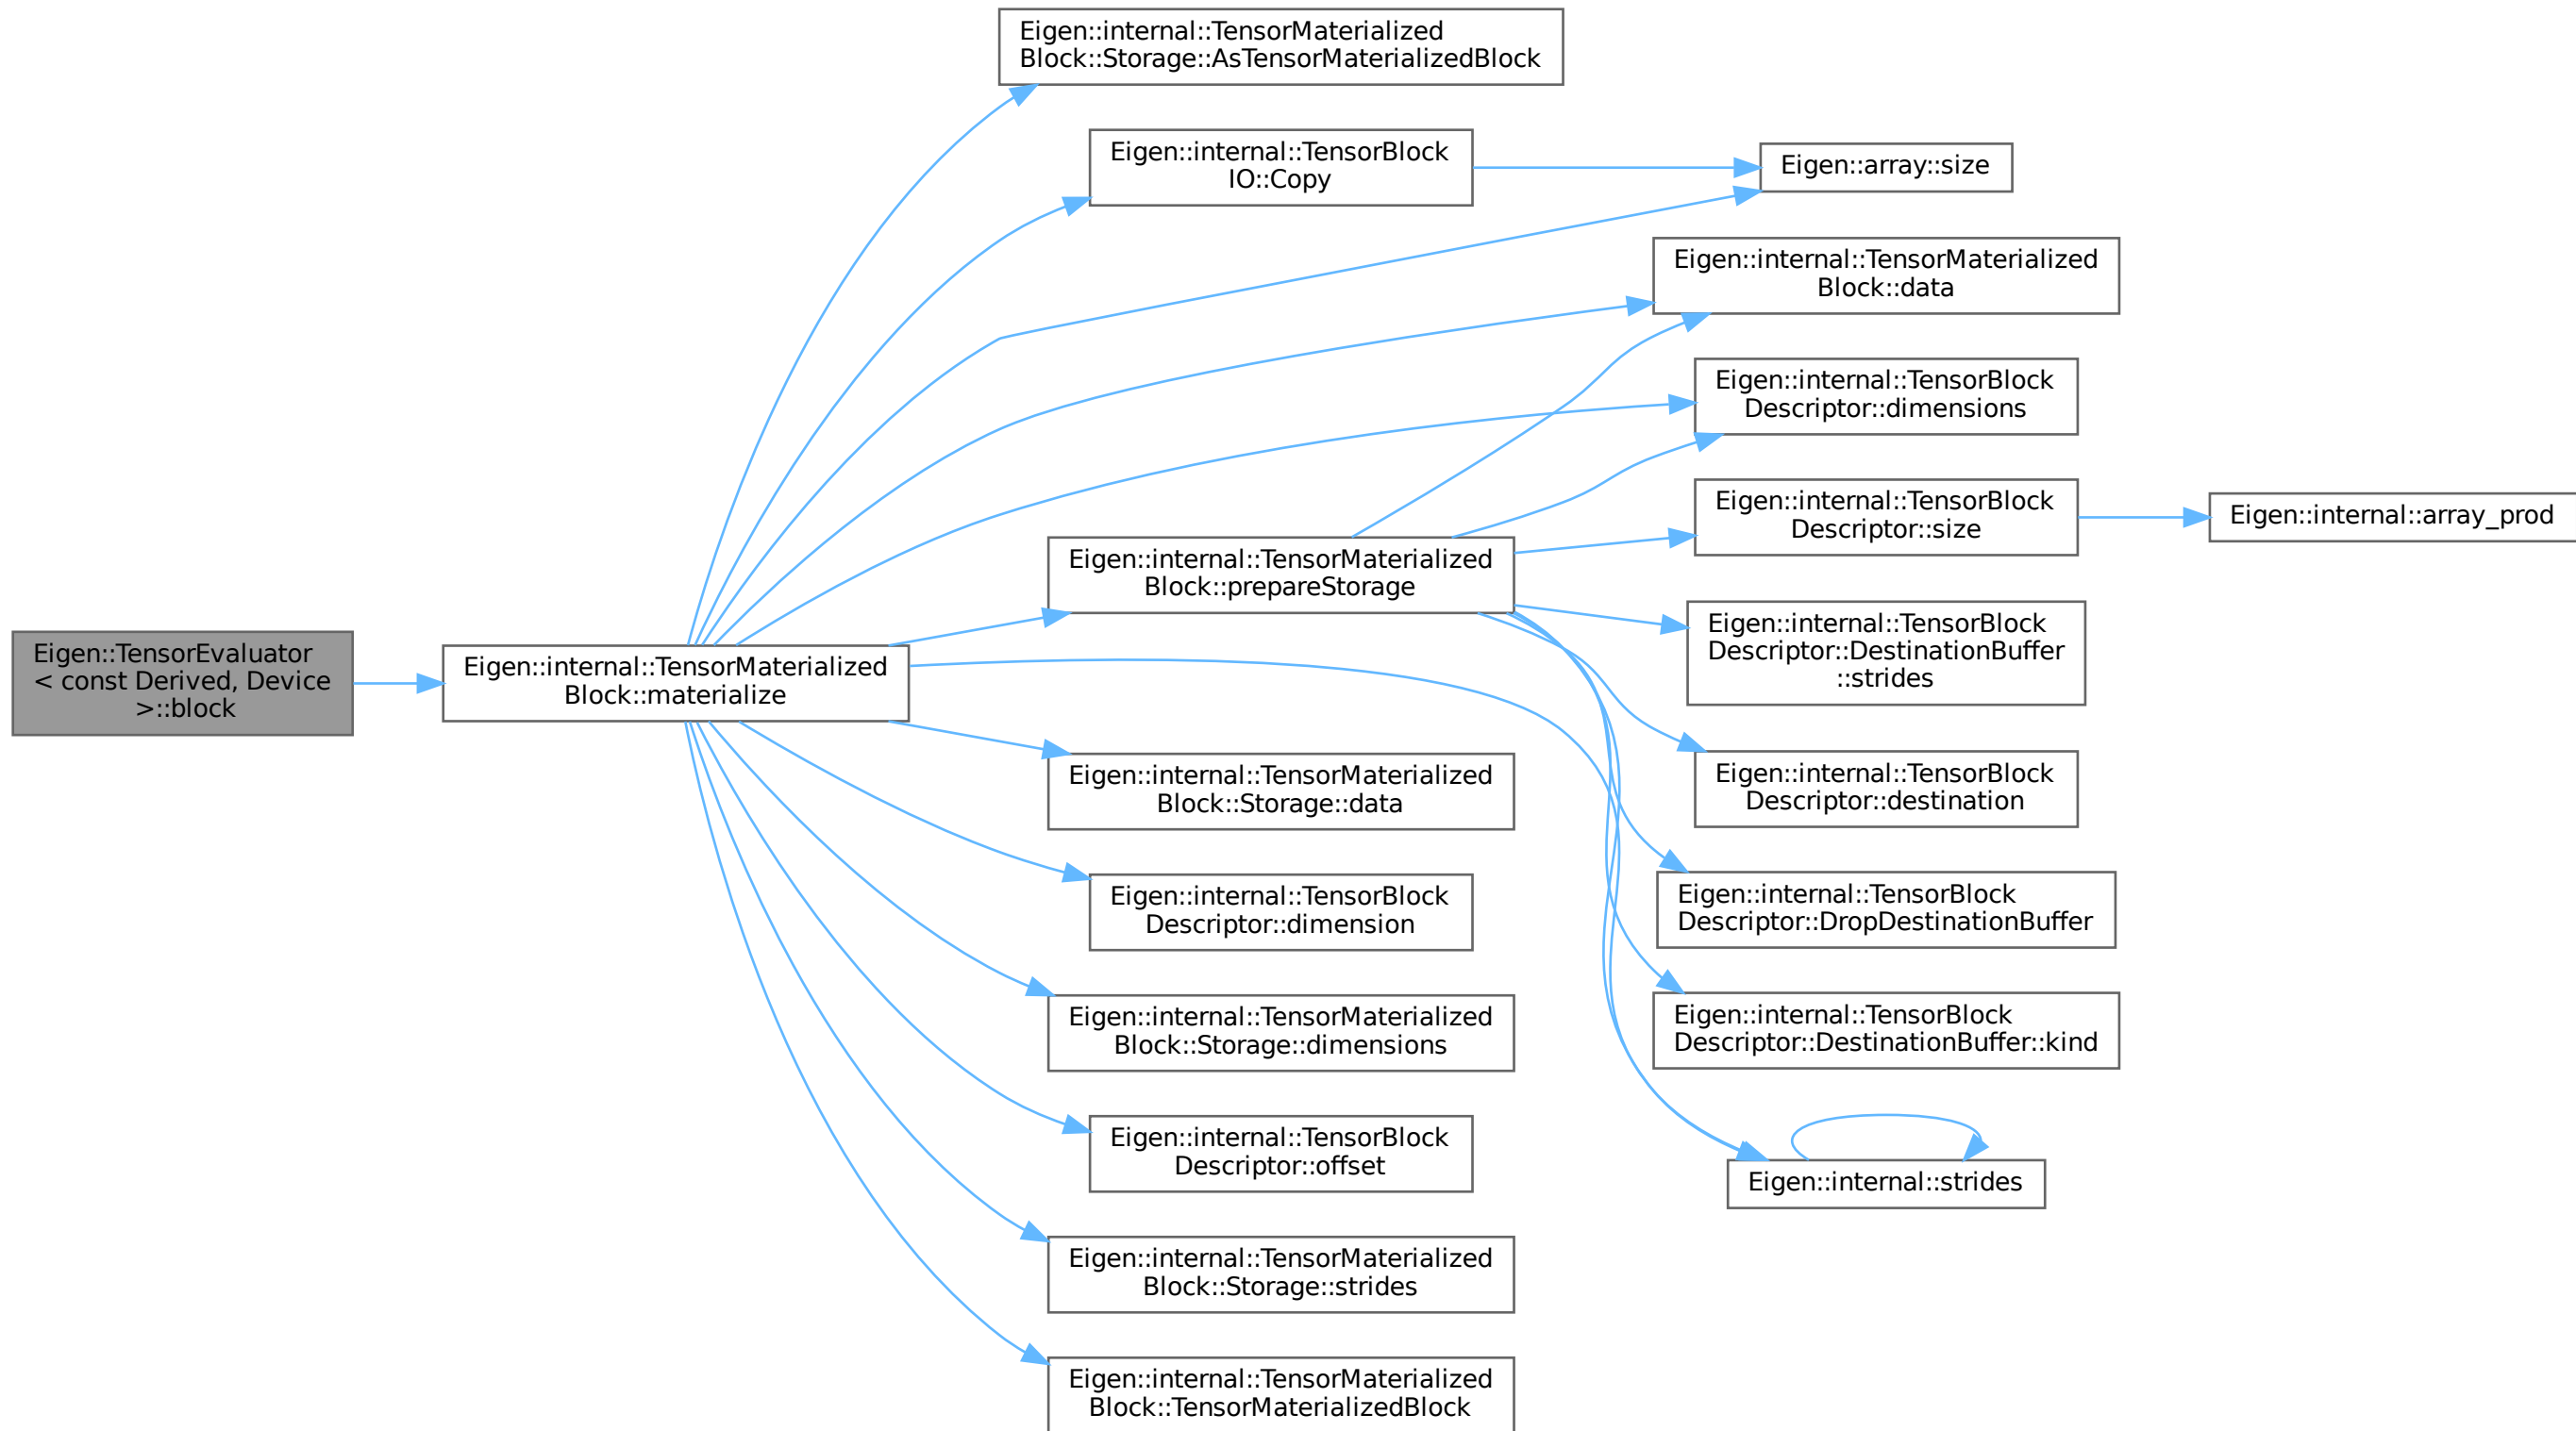 Eigen::internal::TensorMaterialized
Block::Storage::AsTensorMaterializedBlock
Eigen::internal::TensorBlock
IO::Copy
Eigen::array::size
Eigen::internal::TensorMaterialized
Block::data
Eigen::internal::TensorBlock
Descriptor::dimensions
Eigen::internal::TensorBlock
Descriptor::size
Eigen::internal::array_prod
Eigen::internal::TensorMaterialized
Block::prepareStorage
Eigen::internal::TensorBlock
Descriptor::DestinationBuffer
::strides
Eigen::TensorEvaluator
< const Derived, Device
>::block
Eigen::internal::TensorMaterialized
Block::materialize
Eigen::internal::TensorMaterialized
Block::Storage::data
Eigen::internal::TensorBlock
Descriptor::destination
Eigen::internal::TensorBlock
Descriptor::dimension
Eigen::internal::TensorBlock
Descriptor::DropDestinationBuffer
Eigen::internal::TensorMaterialized
Block::Storage::dimensions
Eigen::internal::TensorBlock
Descriptor::DestinationBuffer::kind
Eigen::internal::TensorBlock
Descriptor::offset
Eigen::internal::strides
Eigen::internal::TensorMaterialized
Block::Storage::strides
Eigen::internal::TensorMaterialized
Block::TensorMaterializedBlock